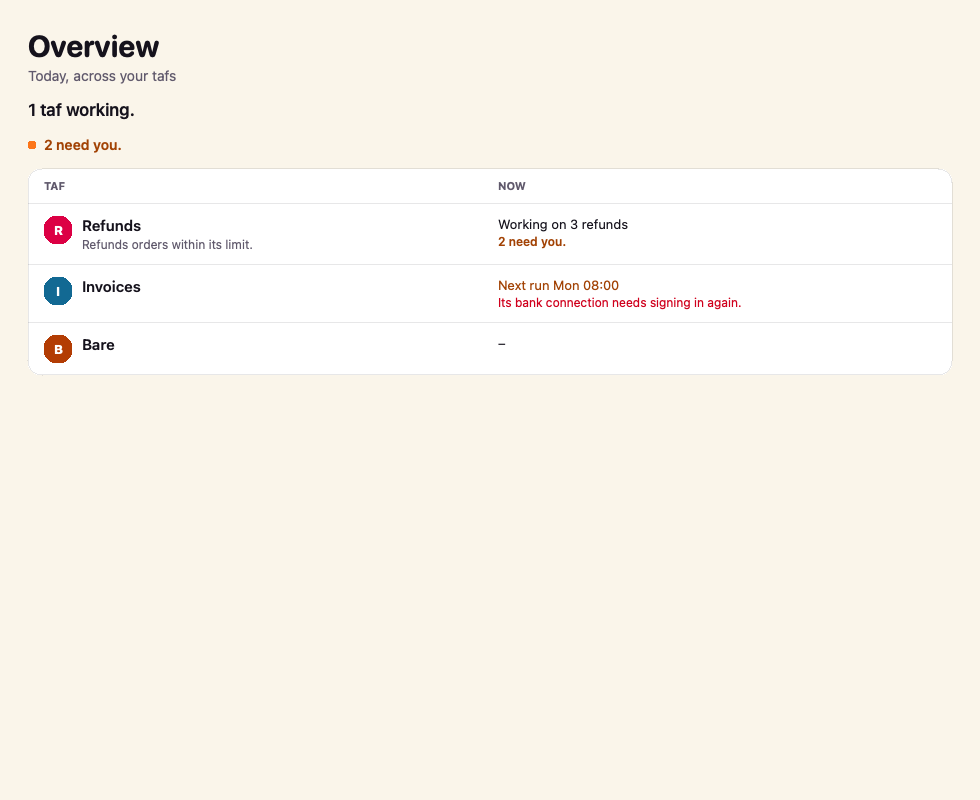 Overview
Today, across your tafs
1 taf working.
2 need you.
TAF NOW
R Refunds Working on 3 refunds
Refunds orders within its limit. 2 need you.
I Invoices Next run Mon 08:00
Its bank connection needs signing in again.
B Bare –